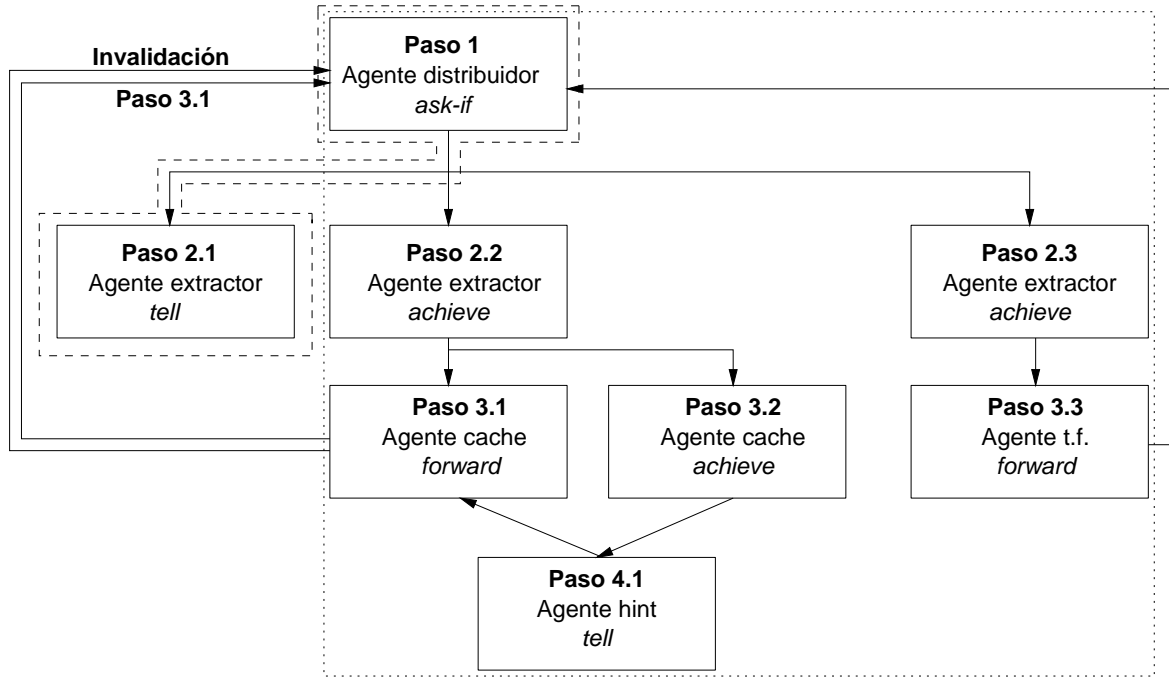 Invalidación
Paso 3.1
Paso 1
Agente distribuidor
ask-if
Paso 2.1
Agente extractor
tell
Paso 2.2
Agente extractor
achieve
Paso 2.3
Agente extractor
achieve
Paso 3.1
Agente cache
forward
Paso 3.2
Agente cache
achieve
Paso 3.3
Agente t.f.
forward
Paso 4.1
Agente hint
tell